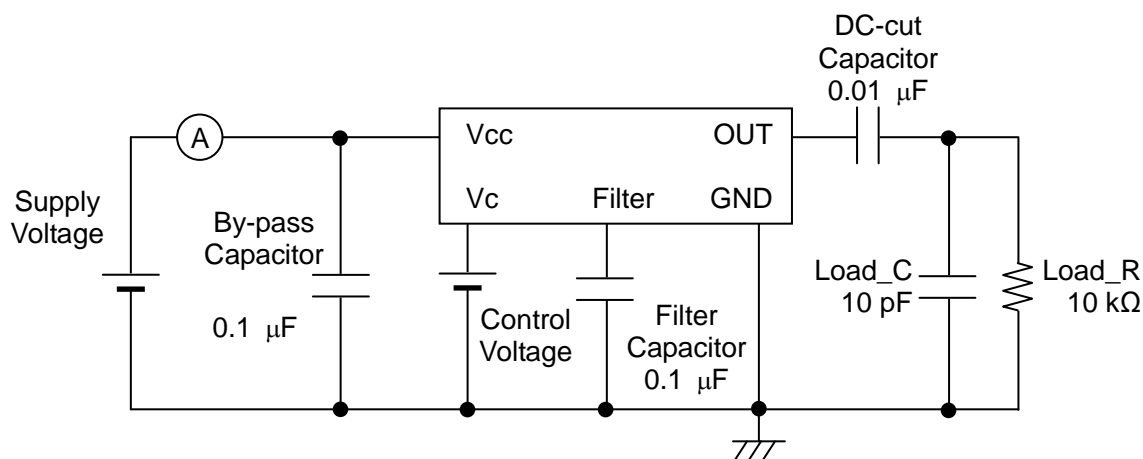 DC-cut
Capacitor
0.01 μF
A
Vcc
OUT
Supply
Voltage
By-pass
Capacitor
0.1 μF
Vc
Filter
GND
Control
Voltage
Filter
Capacitor
0.1 μF
Load_C
10 pF
Load_R
10 kΩ